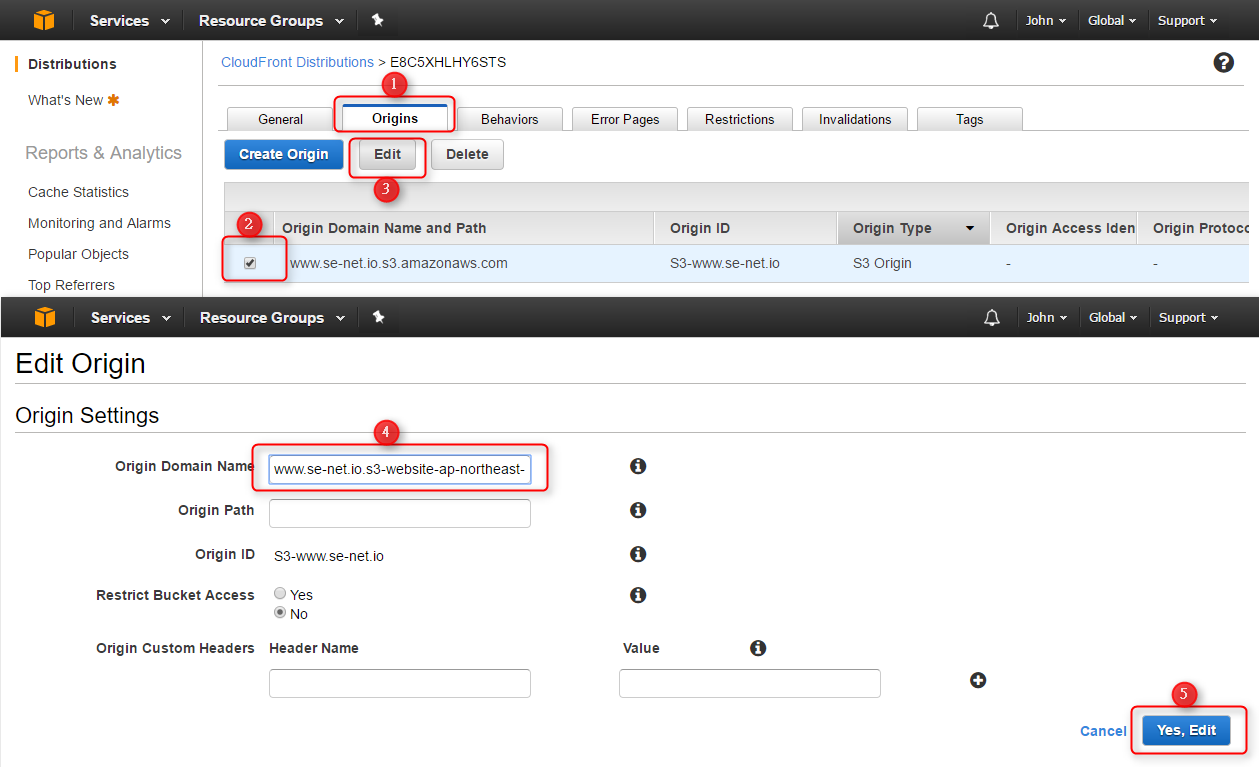 Services Resource Groups John Global Support
Distributions
What's New
Reports & Analytics
Cache Statistics
Monitoring and Alarms
Popular Objects
Top Referrers
CloudFront Distributions > E8C5XHLHY6STS
1
General Origins Behaviors Error Pages Restrictions Invalidations Tags
Create Origin Edit Delete
3
2
Origin Domain Name and Path Origin ID Origin Type Origin Access Iden Origin Protoco
www.se-net.io.s3.amazonaws.com S3-www.se-net.io S3 Origin - -
Services Resource Groups John Global Support
Edit Origin
Origin Settings
4
Origin Domain Name www.se-net.io.s3-website-ap-northeast-
Origin Path
Origin ID S3-www.se-net.io
Restrict Bucket Access Yes
No
Origin Custom Headers Header Name Value
5
Cancel Yes, Edit